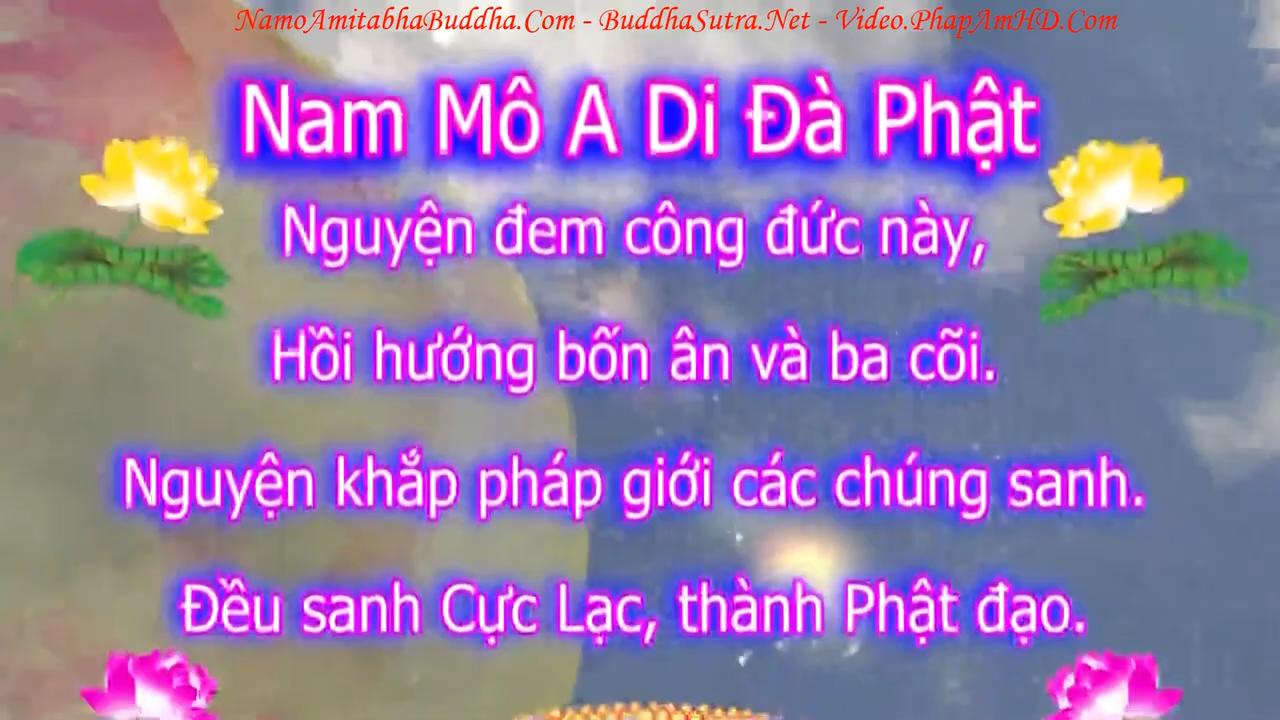 NamoAmitabhaBuddha.Com - BuddhaSutra.Net - Video.PhapAmHD.Com
Nam Mô A Di Đà Phật
Nguyện đem công đức này,
Hồi hướng bốn ân và ba cõi.
Nguyện khắp pháp giới các chúng sanh.
Đều sanh Cực Lạc, thành Phật đạo.